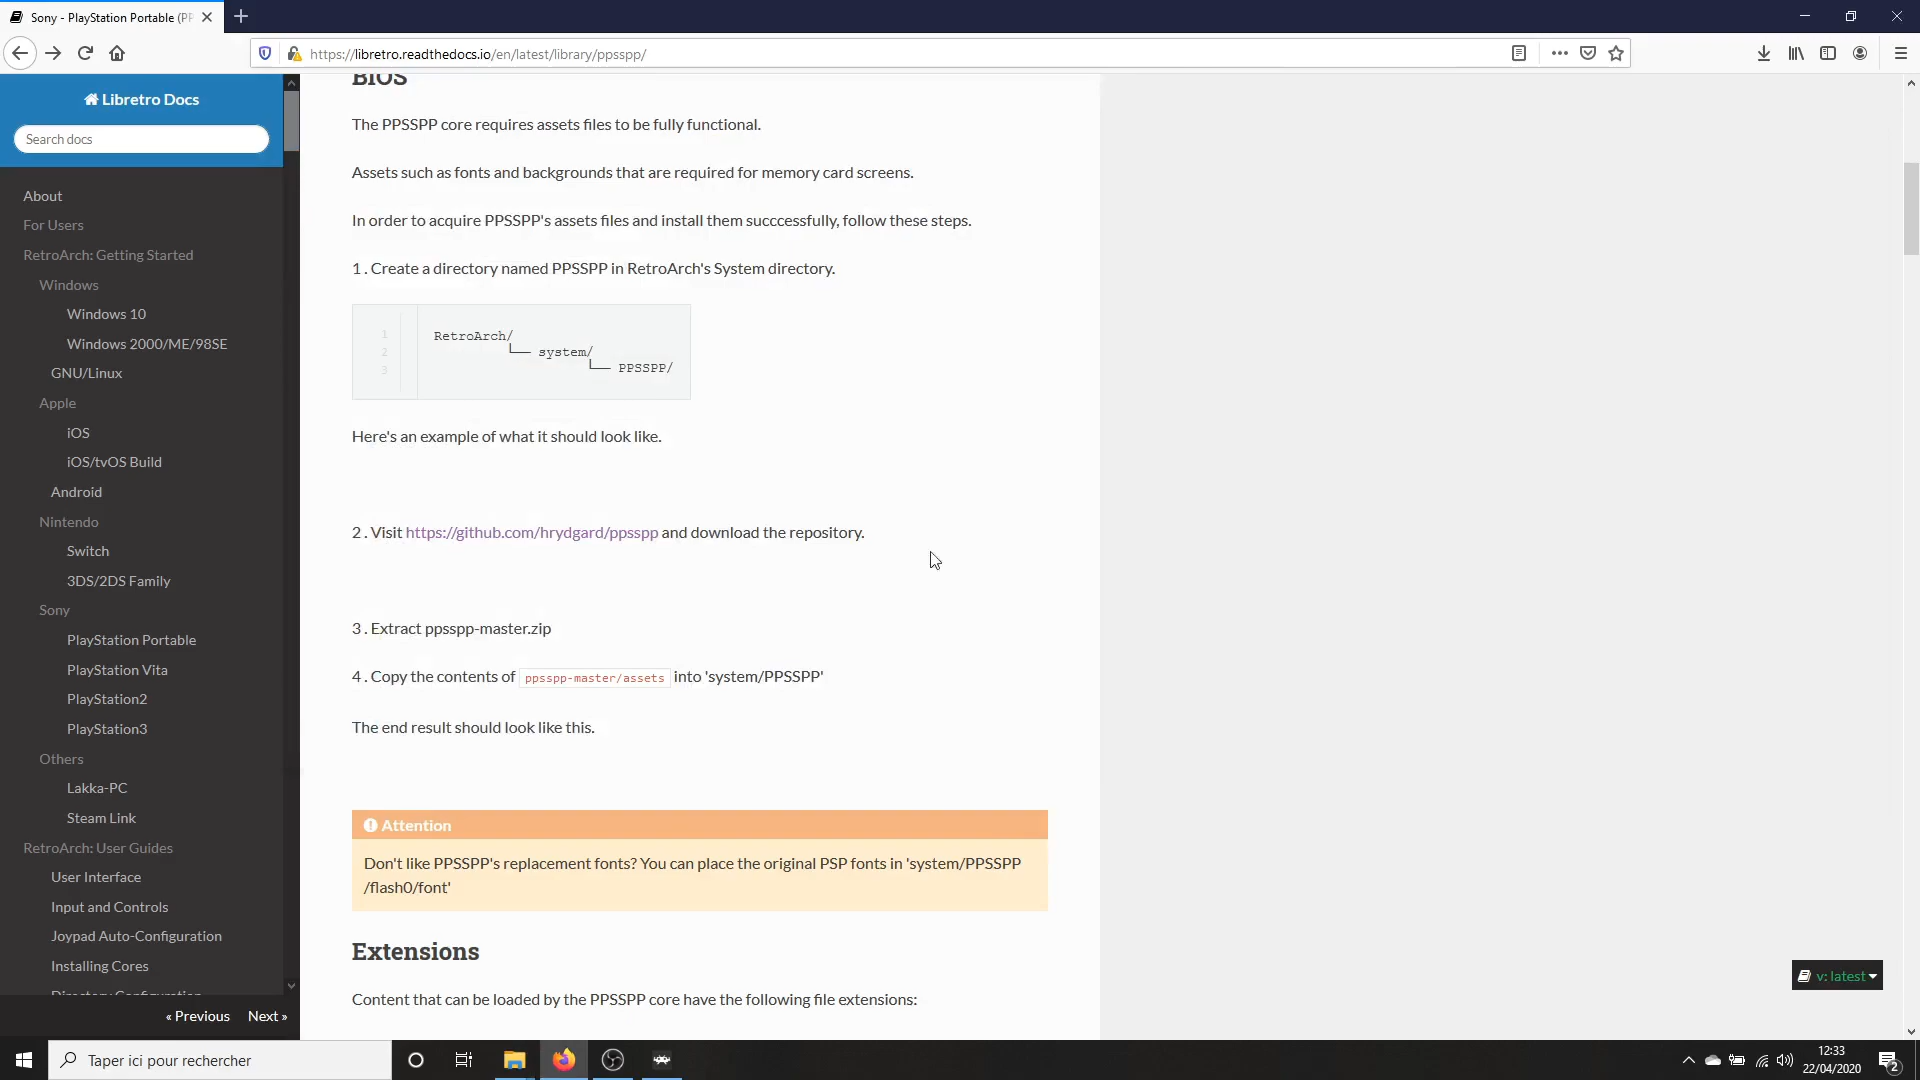 Sony - PlayStation Portable (PP
https://libretro.readthedocs.io/en/latest/library/ppsspp/
Libretro Docs
Search docs
About
For Users
RetroArch: Getting Started
Windows
Windows 10
Windows 2000/ME/98SE
GNU/Linux
Apple
iOS
iOS/tvOS Build
Android
Nintendo
Switch
3DS/2DS Family
Sony
PlayStation Portable
PlayStation Vita
PlayStation2
PlayStation3
Others
Lakka-PC
Steam Link
RetroArch: User Guides
User Interface
Input and Controls
Joypad Auto-Configuration
Installing Cores
Directory Configuration
« Previous Next »
BIOS
The PPSSPP core requires assets files to be fully functional.
Assets such as fonts and backgrounds that are required for memory card screens.
In order to acquire PPSSPP's assets files and install them succcessfully, follow these steps.
1 . Create a directory named PPSSPP in RetroArch's System directory.
1 RetroArch/
2 └── system/
3 └── PPSSPP/
Here's an example of what it should look like.
2 . Visit https://github.com/hrydgard/ppsspp and download the repository.
3 . Extract ppsspp-master.zip
4 . Copy the contents of ppsspp-master/assets into 'system/PPSSPP'
The end result should look like this.
Attention
Don't like PPSSPP's replacement fonts? You can place the original PSP fonts in 'system/PPSSPP
/flash0/font'
Extensions
Content that can be loaded by the PPSSPP core have the following file extensions:
v: latest
Taper ici pour rechercher
12:33
22/04/2020
2